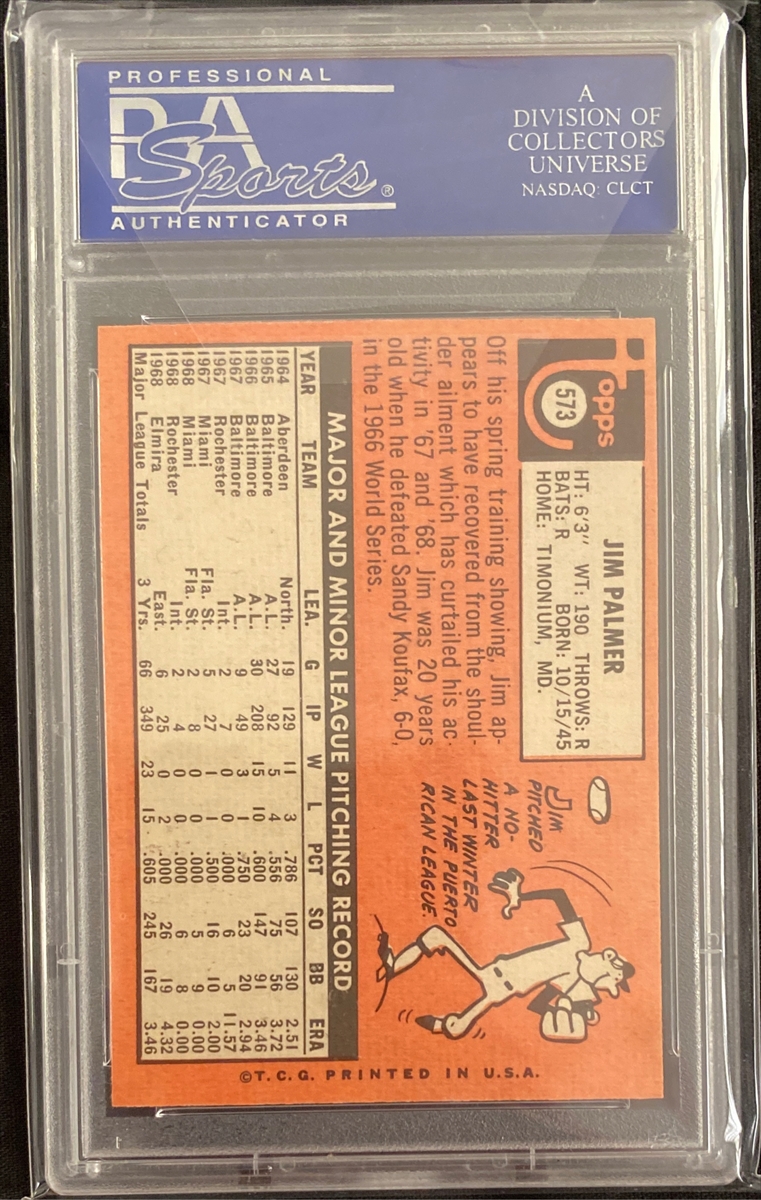 PROFESSIONAL
PSA
Sports®
AUTHENTICATOR
A
DIVISION OF
COLLECTORS
UNIVERSE
NASDAQ: CLCT
Topps
573
JIM PALMER
HT: 6'3" WT: 190 THROWS: R
BATS: R BORN: 10/15/45
HOME: TIMONIUM, MD.
Off his spring training showing, Jim ap-
pears to have recovered from the shoul-
der ailment which has curtailed his ac-
tivity in '67 and '68. Jim was 20 years
old when he defeated Sandy Koufax, 6-0,
in the 1966 World Series.
JIM
PITCHED
A NO-
HITTER
LAST WINTER
IN THE PUERTO
RICAN LEAGUE.
MAJOR AND MINOR LEAGUE PITCHING RECORD
YEAR TEAM LEA. G IP W L PCT SO BB ERA
1964 Aberdeen North. 19 129 11 3 .786 107 130 2.51
1965 Baltimore A.L. 27 92 5 4 .556 75 56 3.72
1966 Baltimore A.L. 30 208 15 10 .600 147 91 3.46
1967 Baltimore A.L. 9 49 3 1 .750 23 20 2.94
1967 Rochester Int. 2 7 0 0 .000 6 5 11.57
1967 Miami Fla. St. 5 27 1 1 .500 16 10 2.00
1968 Miami Fla. St. 2 8 0 0 .000 5 9 0.00
1968 Rochester Int. 2 4 0 0 .000 6 8 0.00
1968 Elmira East. 6 25 0 2 .000 26 19 4.32
Major League Totals 3 Yrs. 66 349 23 15 .605 245 167 3.46
©T.C.G. PRINTED IN U.S.A.